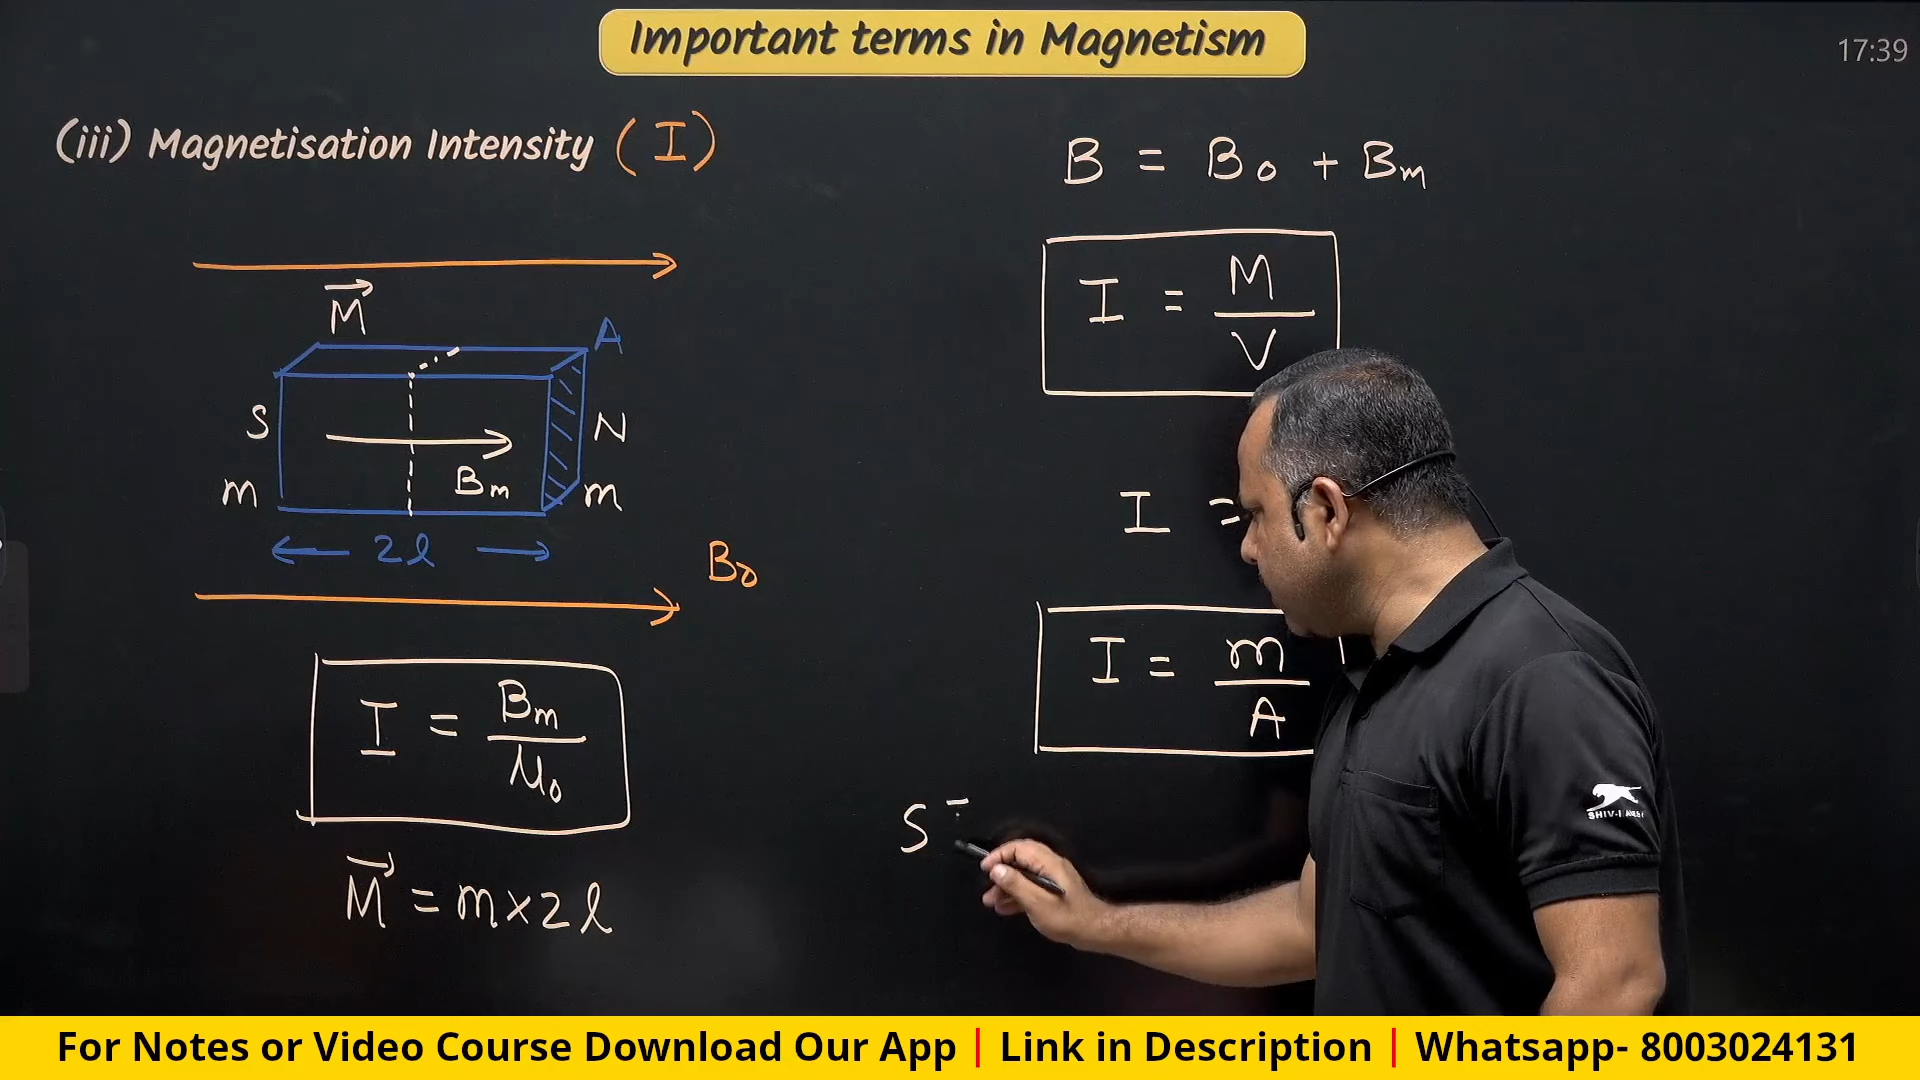 Important terms in Magnetism
17:39
(iii) Magnetisation Intensity (I)
M
A
S
N
Bm
m
m
2l
B0
I = Bm/μ0
M = m×2l
B = B0 + Bm
I = M/V
I =
I = m/A
S
SHIV-I
For Notes or Video Course Download Our App | Link in Description | Whatsapp- 8003024131